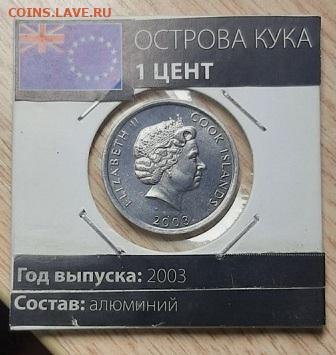 COINS.LAVE.RU
ОСТРОВА КУКА
1 ЦЕНТ
ELIZABETH II
COOK ISLANDS
2003
Год выпуска: 2003
Состав: алюминий